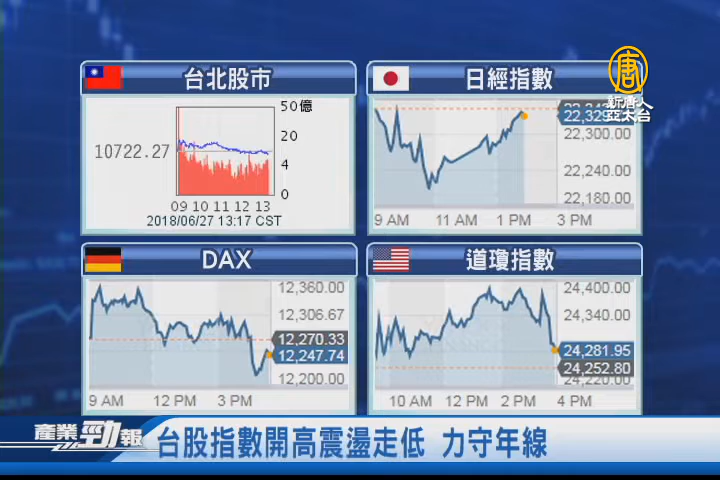 台北股市
50億
20
10722.27
4
0
09 10 11 12 13
2018/06/27 13:17 CST
日經指數
22,329
22,300.00
22,240.00
22,180.00
9 AM 11 AM 1 PM 3 PM
唐
新唐人
亞太台
DAX
12,360.00
12,306.67
12,270.33
12,247.74
12,200.00
9 AM 12 PM 3 PM
道瓊指數
24,400.00
24,340.00
24,281.95
24,252.80
24,220.00
10 AM 12 PM 2 PM 4 PM
產業勁報
台股指數開高震盪走低 力守年線